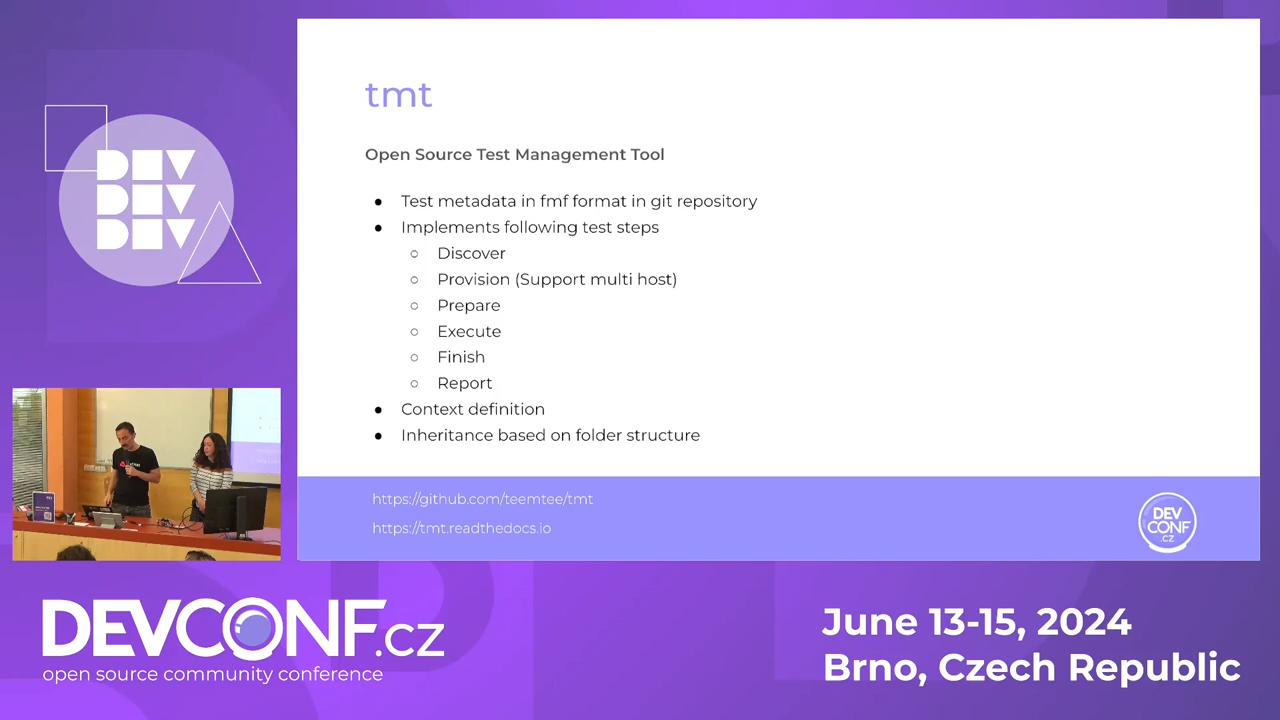 DEV
DEV
DEV
tmt
Open Source Test Management Tool
● Test metadata in fmf format in git repository
● Implements following test steps
○ Discover
○ Provision (Support multi host)
○ Prepare
○ Execute
○ Finish
○ Report
● Context definition
● Inheritance based on folder structure
https://github.com/teemtee/tmt
https://tmt.readthedocs.io
DEV
CONF
.CZ
DEVCONF.cz
open source community conference
June 13-15, 2024
Brno, Czech Republic